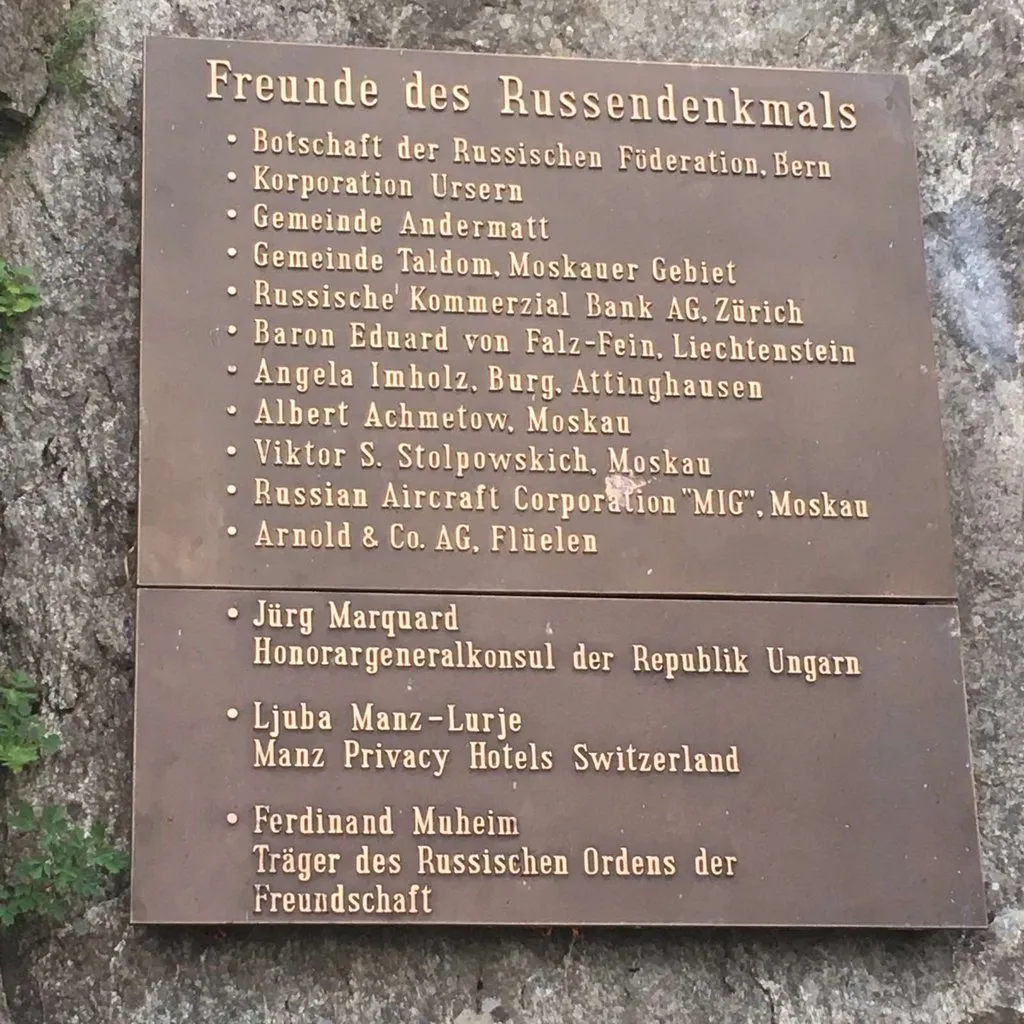 Freunde des Russendenkmals
• Botschaft der Russischen Föderation, Bern
• Korporation Ursern
• Gemeinde Andermatt
• Gemeinde Taldom, Moskauer Gebiet
• Russische Kommerzial Bank AG, Zürich
• Baron Eduard von Falz-Fein, Liechtenstein
• Angela Imholz, Burg, Attinghausen
• Albert Achmetow, Moskau
• Viktor S. Stolpowskich, Moskau
• Russian Aircraft Corporation "MIG", Moskau
• Arnold & Co. AG, Flüelen
• Jürg Marquard
Honorargeneralkonsul der Republik Ungarn
• Ljuba Manz-Lurje
Manz Privacy Hotels Switzerland
• Ferdinand Muheim
Träger des Russischen Ordens der
Freundschaft